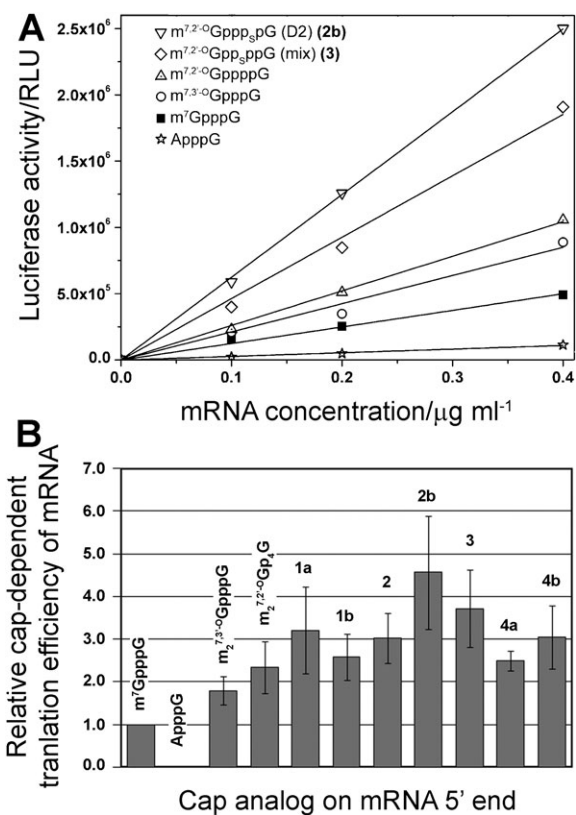 A
m⁷,²'⁻ᴼGpppₛpG (D2) (2b)
m⁷,²'⁻ᴼGppₛppG (mix) (3)
m⁷,²'⁻ᴼGppppG
m⁷,³'⁻ᴼGpppG
m⁷GpppG
ApppG
Luciferase activity/RLU
2.5x10⁶
2.0x10⁶
1.5x10⁶
1.0x10⁶
5.0x10⁵
0.0
0.0 0.1 0.2 0.3 0.4
mRNA concentration/μg ml⁻¹
B
Relative cap-dependent
tranlation efficiency of mRNA
7.0
6.0
5.0
4.0
3.0
2.0
1.0
0.0
m⁷GpppG
ApppG
m₂⁷,³'⁻ᴼGpppG
m₂⁷,²'⁻ᴼGp₄G
1a
1b
2
2b
3
4a
4b
Cap analog on mRNA 5' end